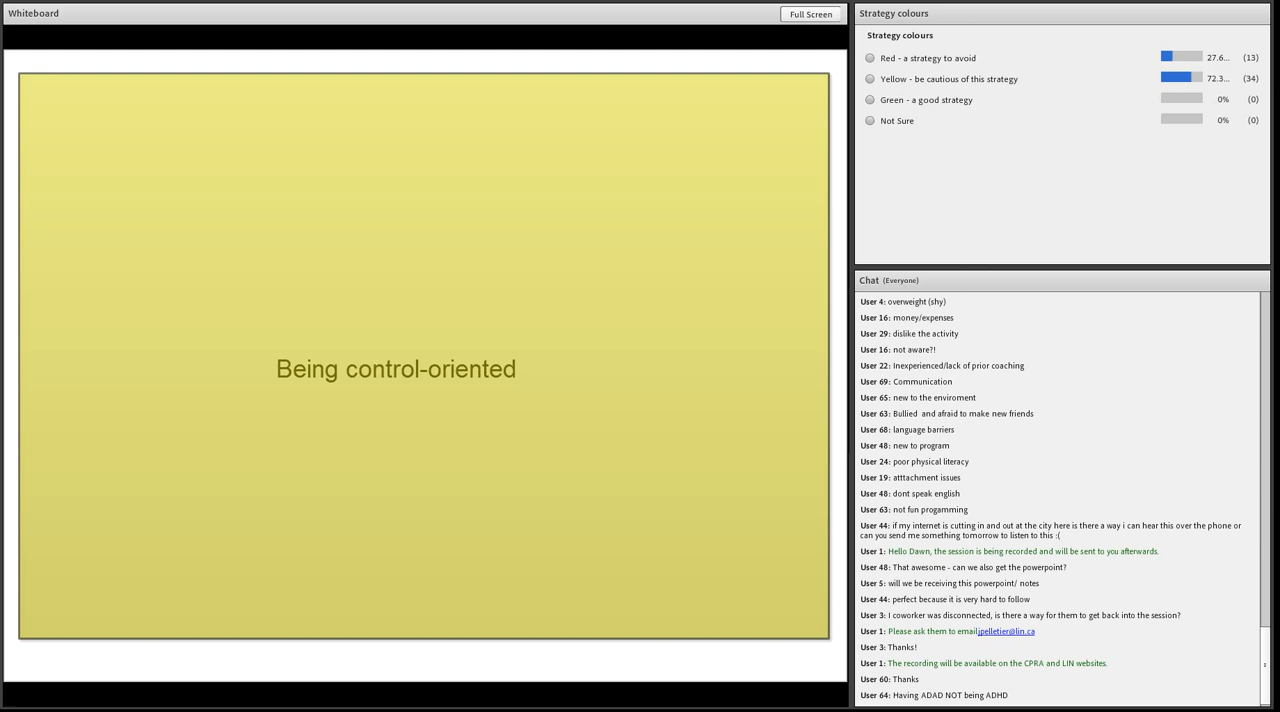 Whiteboard
Full Screen
Being control-oriented
Strategy colours
Strategy colours
Red - a strategy to avoid 27.6... (13)
Yellow - be cautious of this strategy 72.3... (34)
Green - a good strategy 0% (0)
Not Sure 0% (0)
Chat (Everyone)
User 4: overweight (shy)
User 16: money/expenses
User 29: dislike the activity
User 16: not aware?!
User 22: Inexperienced/lack of prior coaching
User 69: Communication
User 65: new to the enviroment
User 63: Bullied  and afraid to make new friends
User 68: language barriers
User 48: new to program
User 24: poor physical literacy
User 19: atttachment issues
User 48: dont speak english
User 63: not fun progamming
User 44: if my internet is cutting in and out at the city here is there a way i can hear this over the phone or
can you send me something tomorrow to listen to this :(
User 1: Hello Dawn, the session is being recorded and will be sent to you afterwards.
User 48: That awesome - can we also get the powerpoint?
User 5: will we be receiving this powerpoint/ notes
User 44: perfect because it is very hard to follow
User 3: I coworker was disconnected, is there a way for them to get back into the session?
User 1: Please ask them to emailjpelletier@lin.ca
User 3: Thanks!
User 1: The recording will be available on the CPRA and LIN websites.
User 60: Thanks
User 64: Having ADAD NOT being ADHD